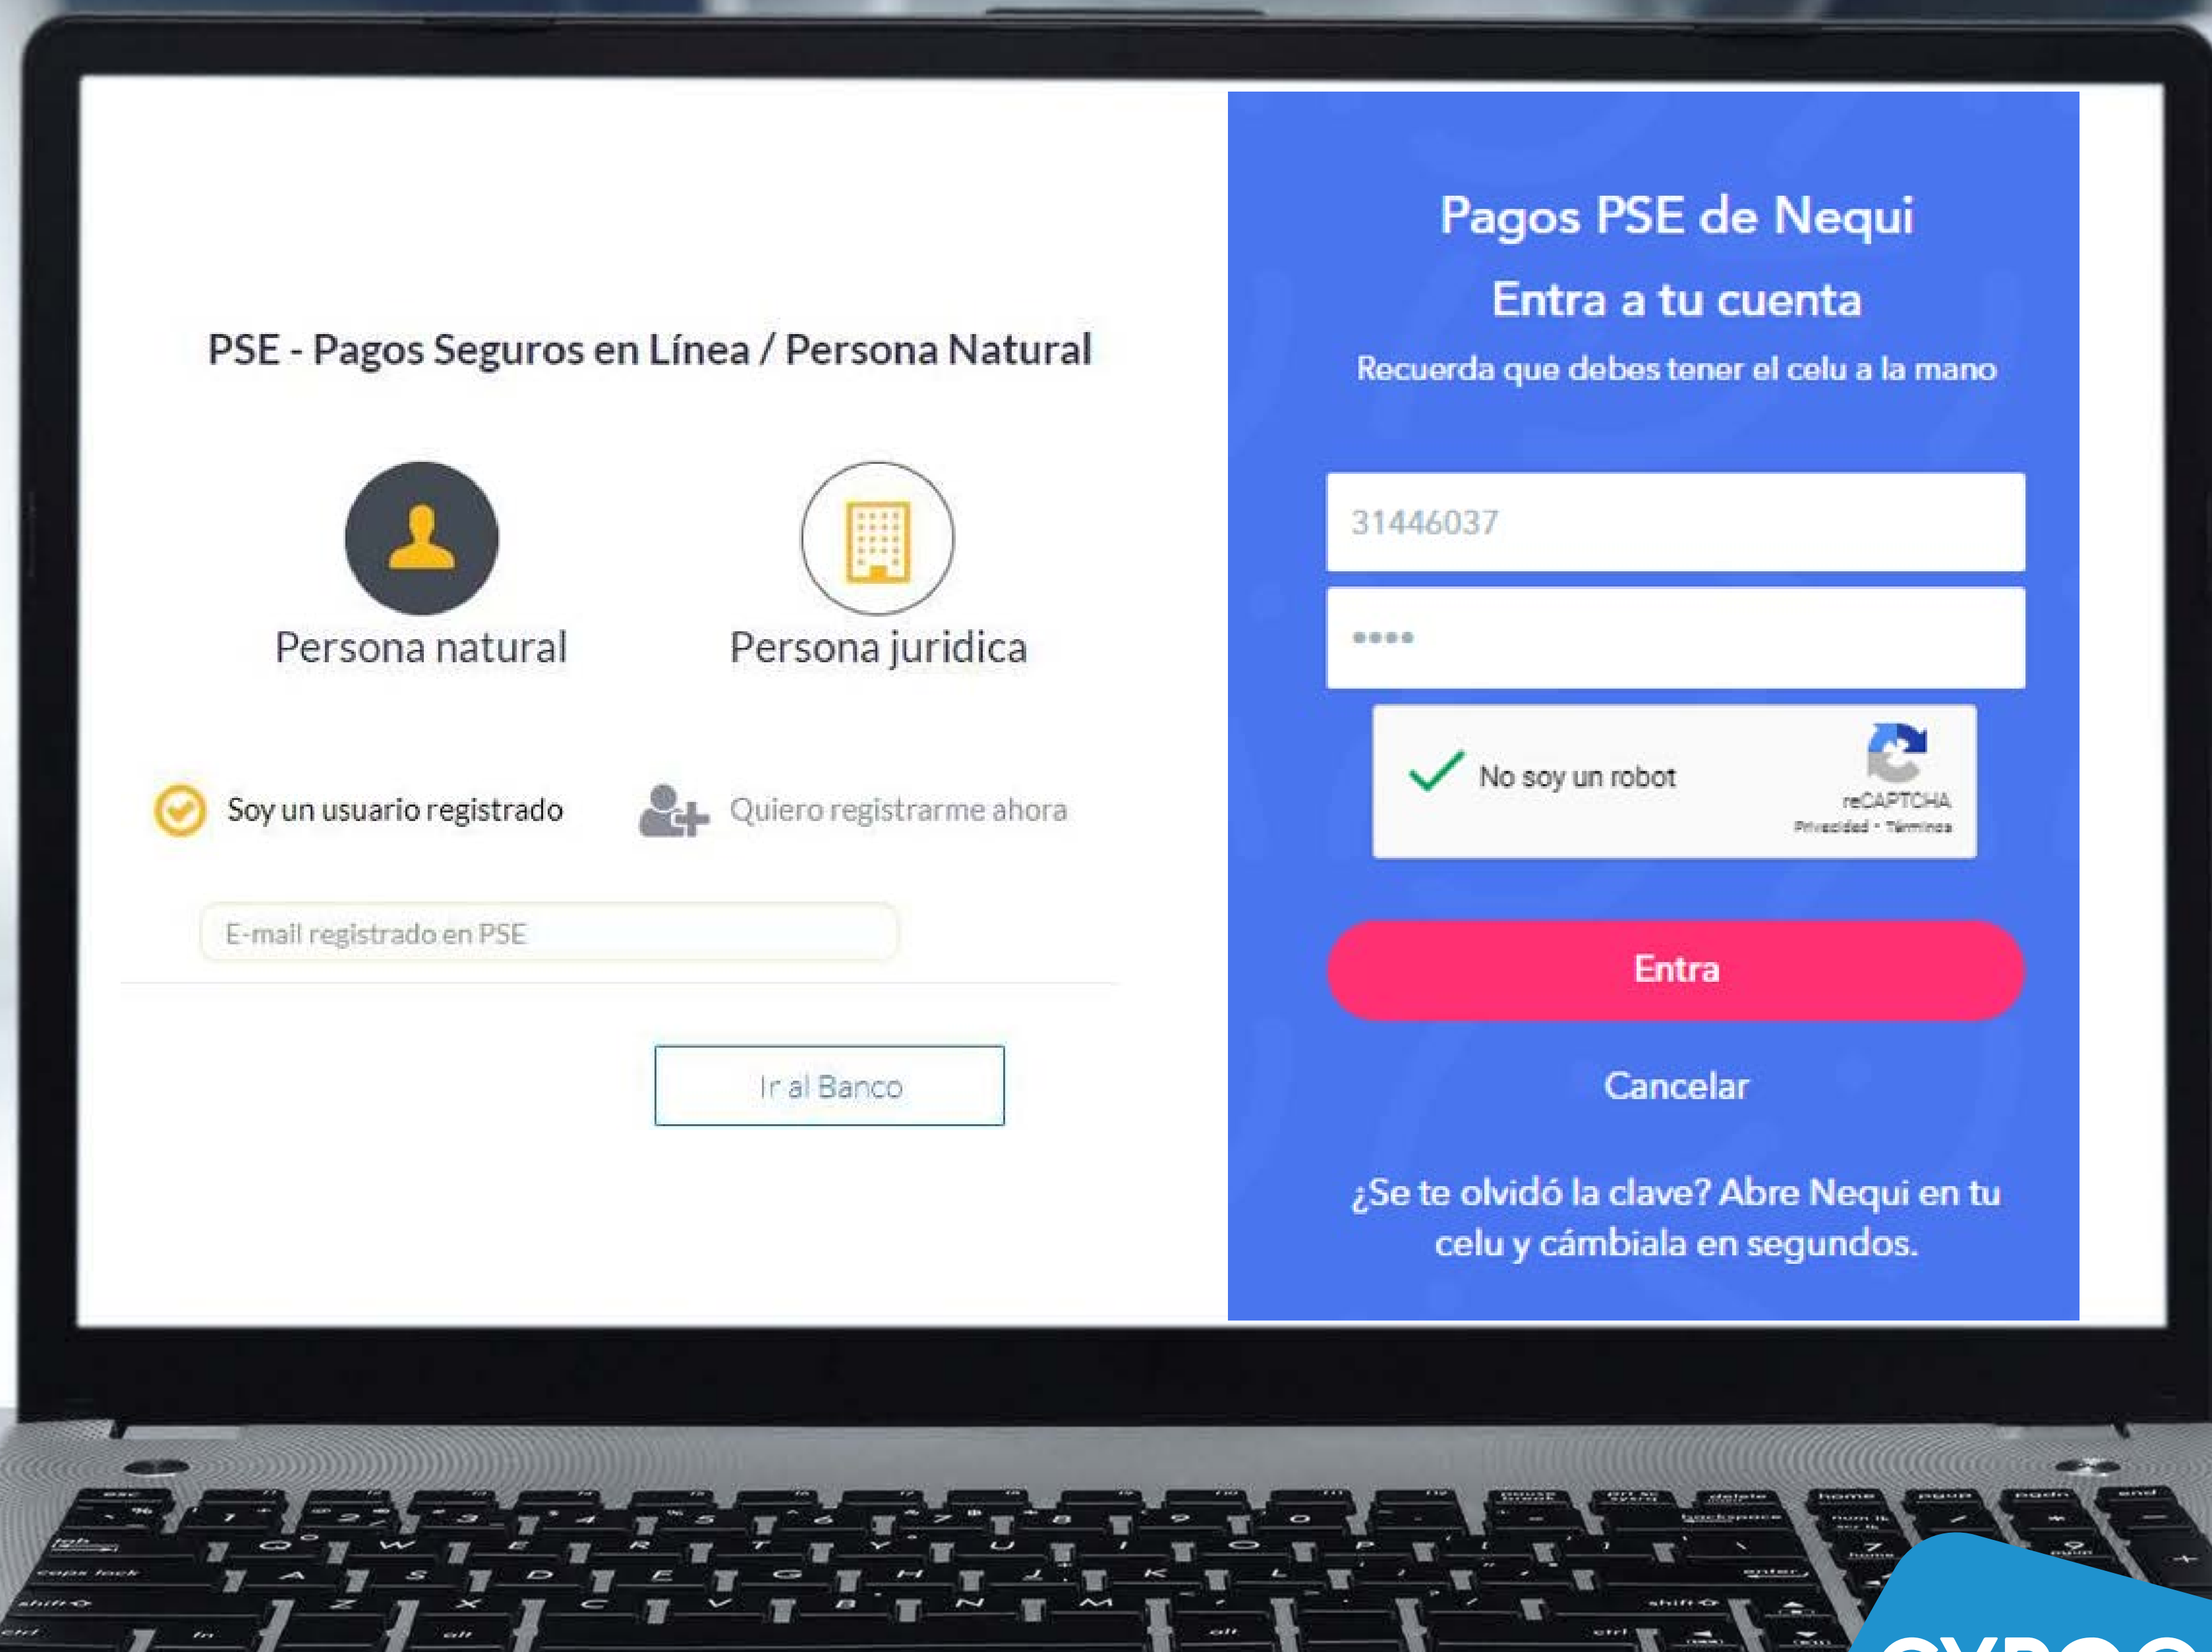 PSE - Pagos Seguros en Línea / Persona Natural
Persona natural
Persona juridica
Soy un usuario registrado
Quiero registrarme ahora
E-mail registrado en PSE
Ir al Banco
Pagos PSE de Nequi
Entra a tu cuenta
Recuerda que debes tener el celu a la mano
31446037
••••
No soy un robot
reCAPTCHA
Privacidad • Términos
Entra
Cancelar
¿Se te olvidó la clave? Abre Nequi en tu
celu y cámbiala en segundos.